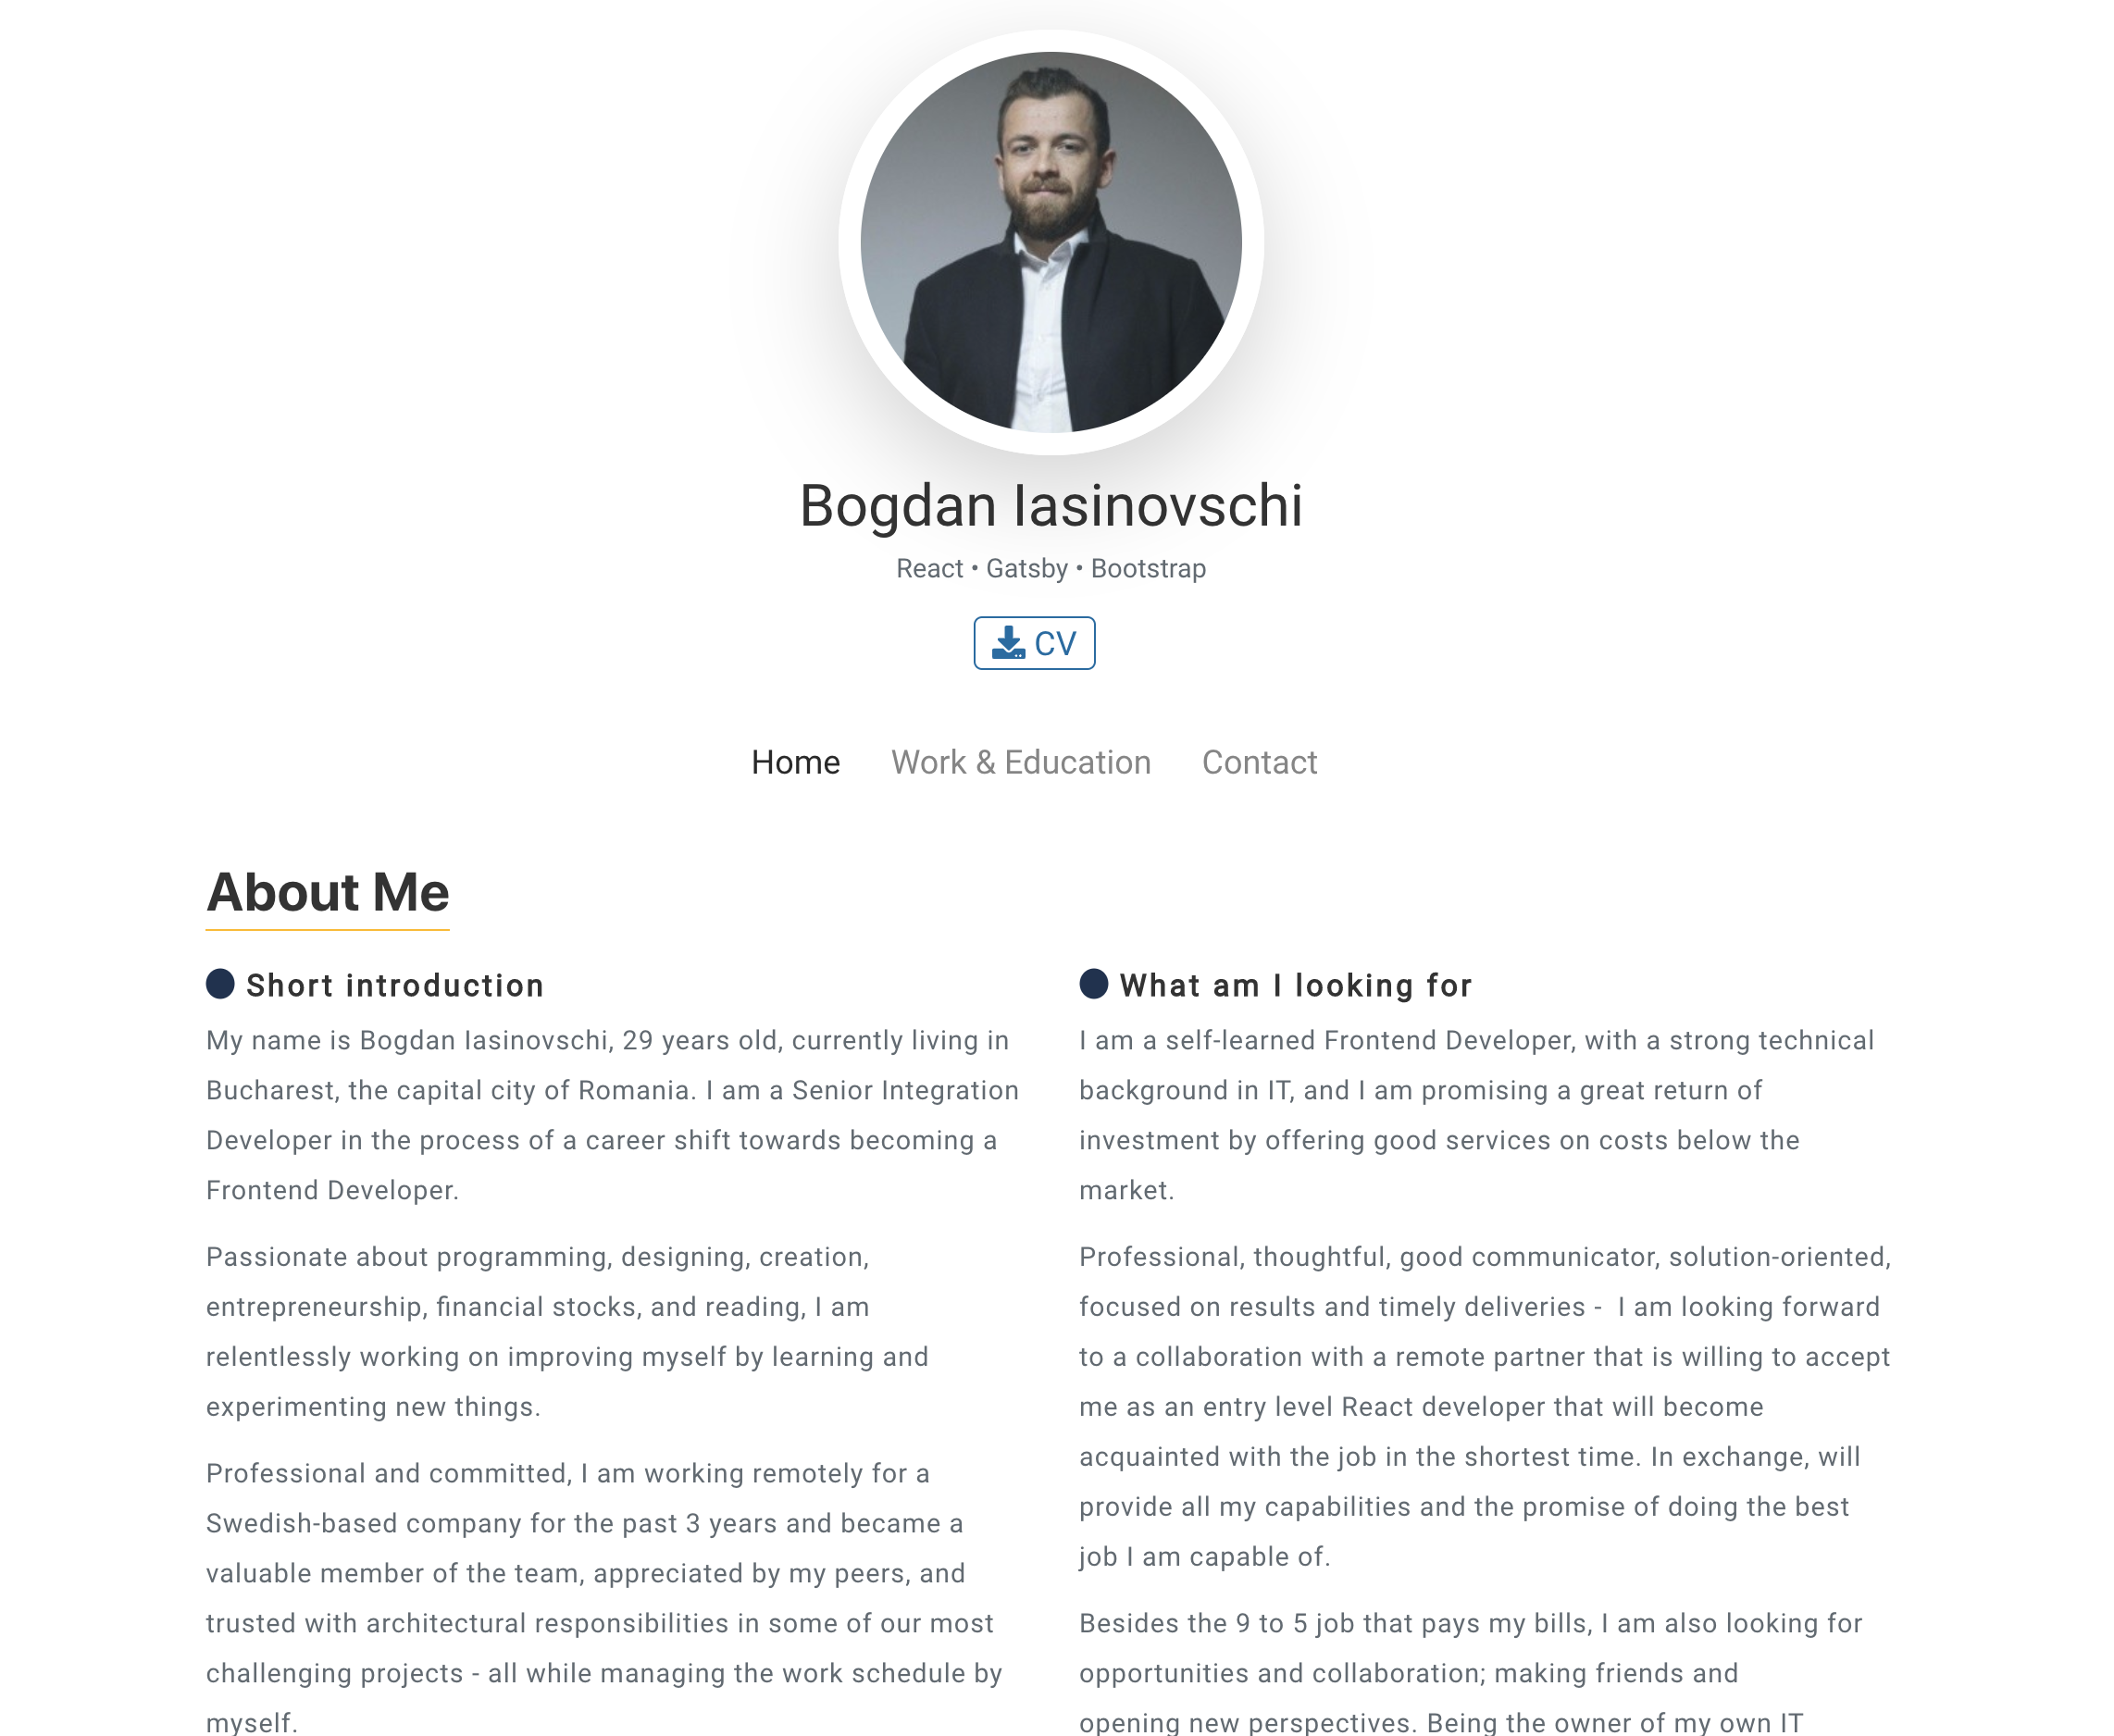 Bogdan Iasinovschi
React • Gatsby • Bootstrap
CV
Home Work & Education Contact
About Me
Short introduction
My name is Bogdan Iasinovschi, 29 years old, currently living in
Bucharest, the capital city of Romania. I am a Senior Integration
Developer in the process of a career shift towards becoming a
Frontend Developer.
Passionate about programming, designing, creation,
entrepreneurship, financial stocks, and reading, I am
relentlessly working on improving myself by learning and
experimenting new things.
Professional and committed, I am working remotely for a
Swedish-based company for the past 3 years and became a
valuable member of the team, appreciated by my peers, and
trusted with architectural responsibilities in some of our most
challenging projects - all while managing the work schedule by
myself.
What am I looking for
I am a self-learned Frontend Developer, with a strong technical
background in IT, and I am promising a great return of
investment by offering good services on costs below the
market.
Professional, thoughtful, good communicator, solution-oriented,
focused on results and timely deliveries -  I am looking forward
to a collaboration with a remote partner that is willing to accept
me as an entry level React developer that will become
acquainted with the job in the shortest time. In exchange, will
provide all my capabilities and the promise of doing the best
job I am capable of.
Besides the 9 to 5 job that pays my bills, I am also looking for
opportunities and collaboration; making friends and
opening new perspectives. Being the owner of my own IT